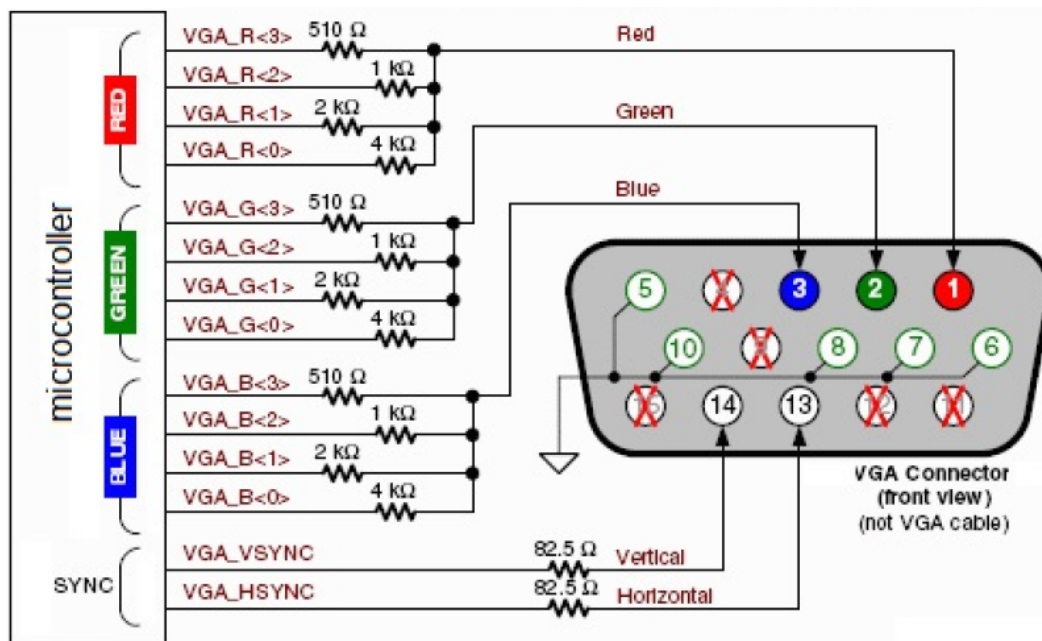 microcontroller
RED
VGA_R<3>
510 Ω
VGA_R<2>
1 kΩ
VGA_R<1>
2 kΩ
VGA_R<0>
4 kΩ
Red
GREEN
VGA_G<3>
510 Ω
VGA_G<2>
1 kΩ
VGA_G<1>
2 kΩ
VGA_G<0>
4 kΩ
Green
BLUE
VGA_B<3>
510 Ω
VGA_B<2>
1 kΩ
VGA_B<1>
2 kΩ
VGA_B<0>
4 kΩ
Blue
SYNC
VGA_VSYNC
82.5 Ω
Vertical
VGA_HSYNC
82.5 Ω
Horizontal
5
3
2
1
10
8
7
6
14
13
VGA Connector
(front view)
(not VGA cable)